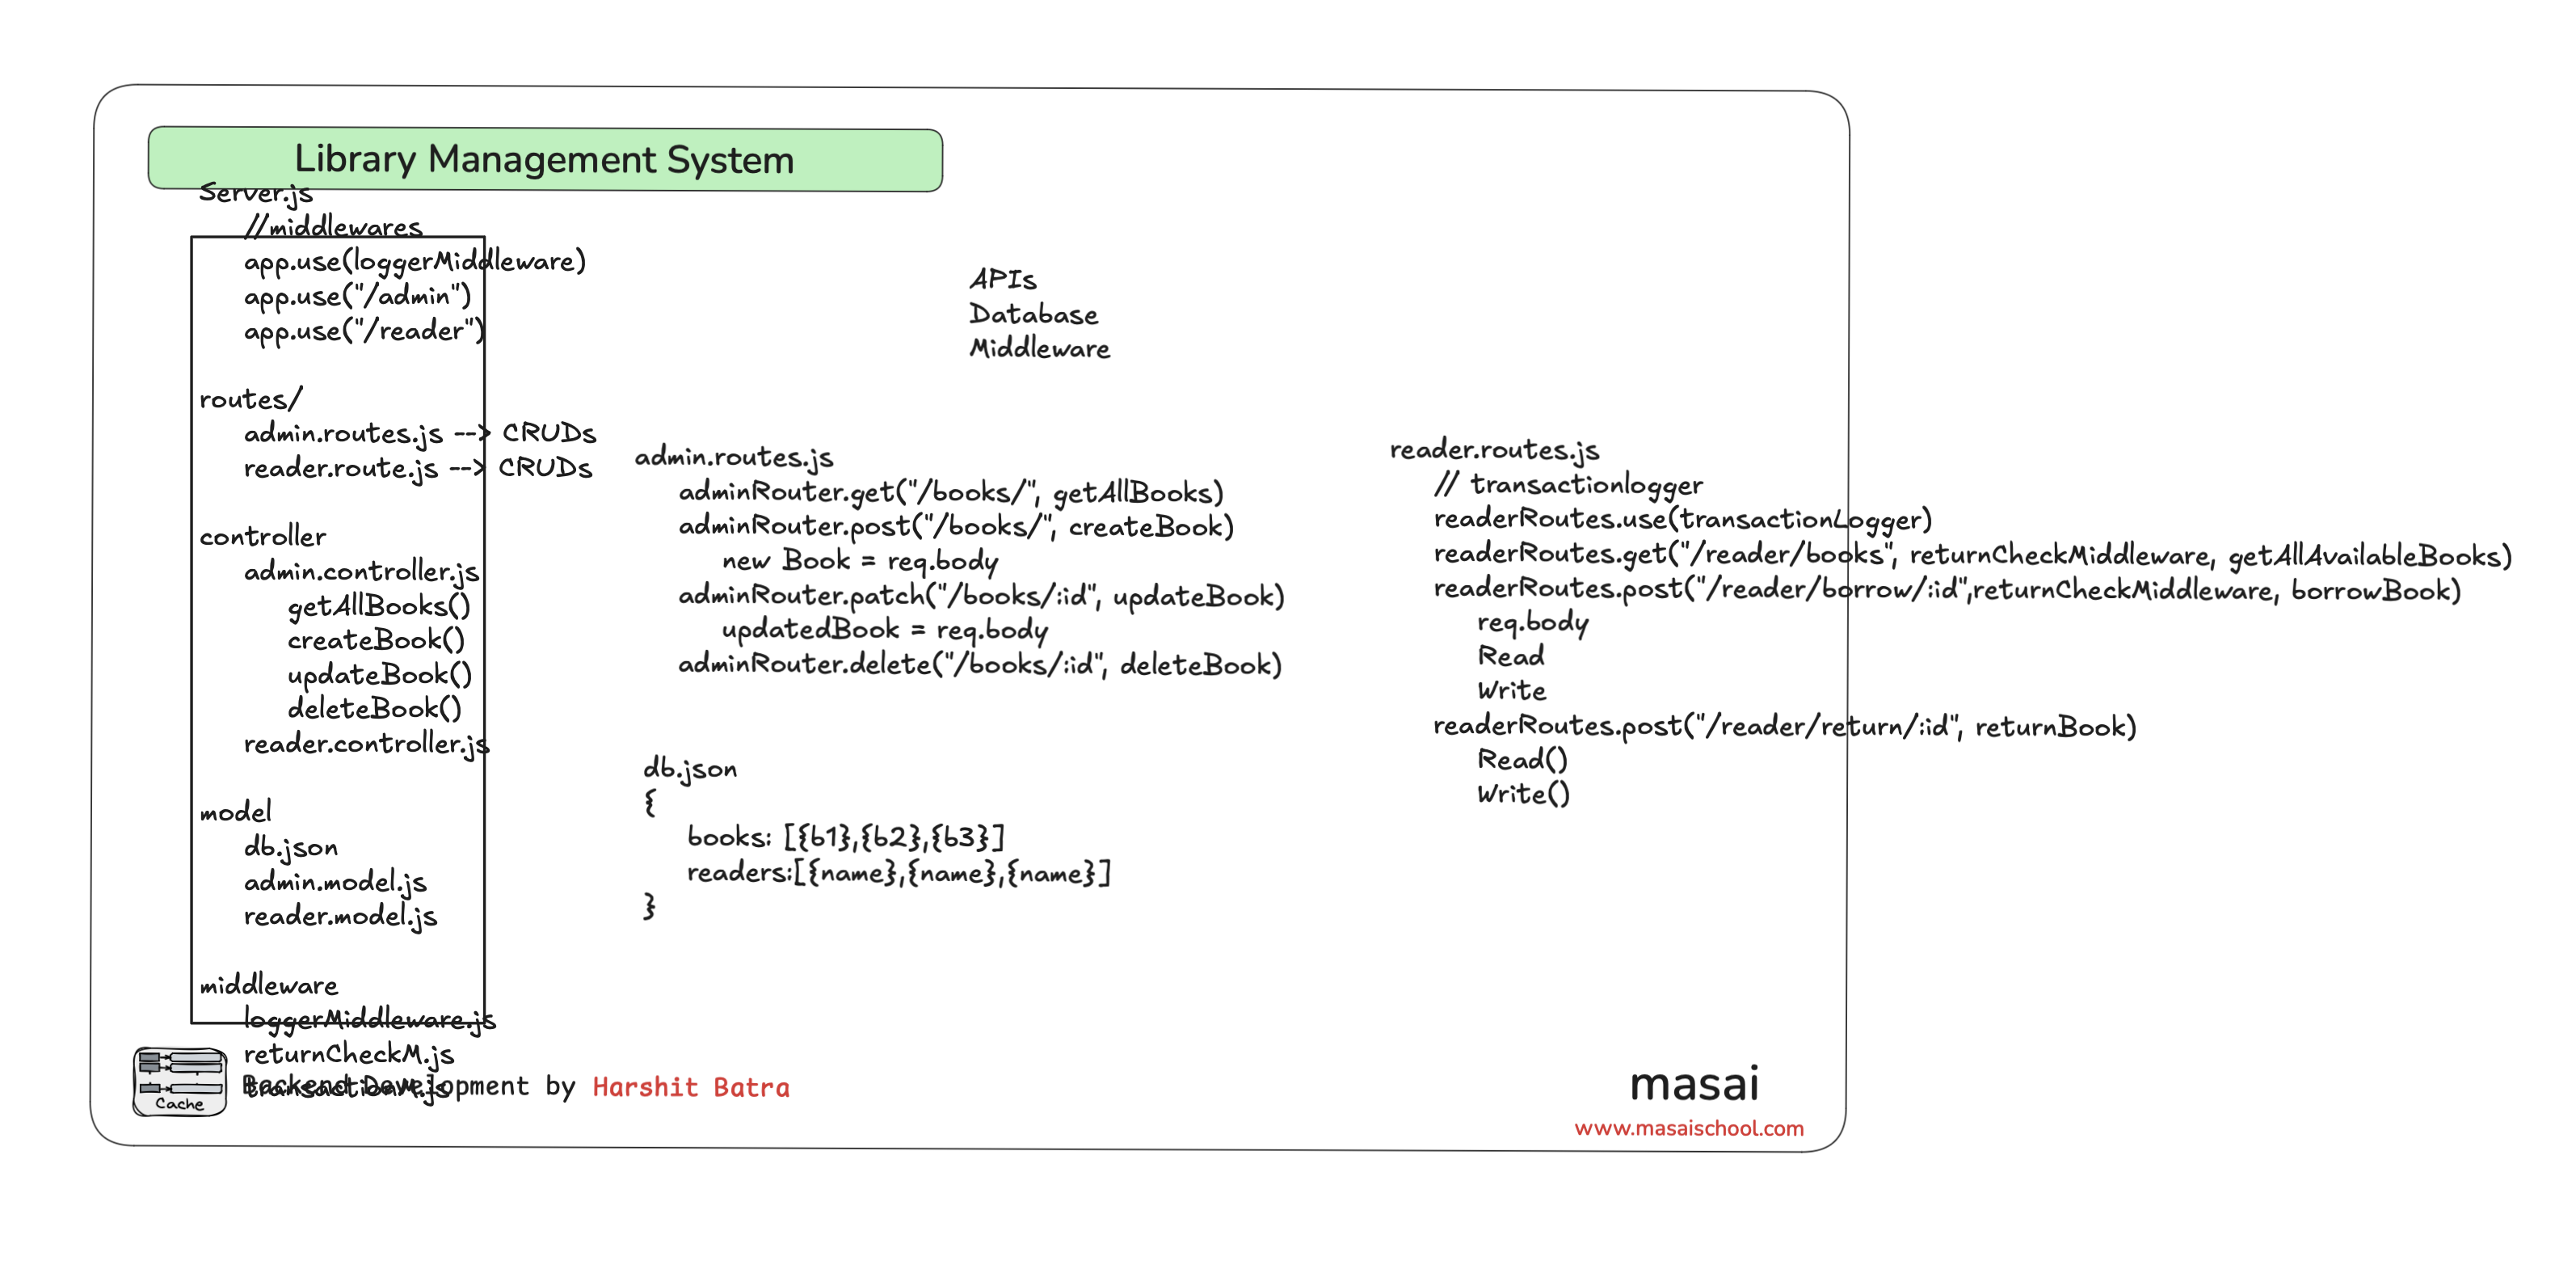 Library Management System
Server.js
//middlewares
app.use(loggerMiddleware)
app.use("/admin")
app.use("/reader")
routes/
admin.routes.js --> CRUDs
reader.route.js --> CRUDs
controller
admin.controller.js
getAllBooks()
createBook()
updateBook()
deleteBook()
reader.controller.js
model
db.json
admin.model.js
reader.model.js
middleware
loggerMiddleware.js
returnCheckM.js
transactionM.js
APIs
Database
Middleware
admin.routes.js
adminRouter.get("/books/", getAllBooks)
adminRouter.post("/books/", createBook)
new Book = req.body
adminRouter.patch("/books/:id", updateBook)
updatedBook = req.body
adminRouter.delete("/books/:id", deleteBook)
db.json
{
books: [{b1},{b2},{b3}]
readers:[{name},{name},{name}]
}
reader.routes.js
// transactionlogger
readerRoutes.use(transactionLogger)
readerRoutes.get("/reader/books", returnCheckMiddleware, getAllAvailableBooks)
readerRoutes.post("/reader/borrow/:id",returnCheckMiddleware, borrowBook)
req.body
Read
Write
readerRoutes.post("/reader/return/:id", returnBook)
Read()
Write()
Cache
Backend Development by Harshit Batra
masai
www.masaischool.com